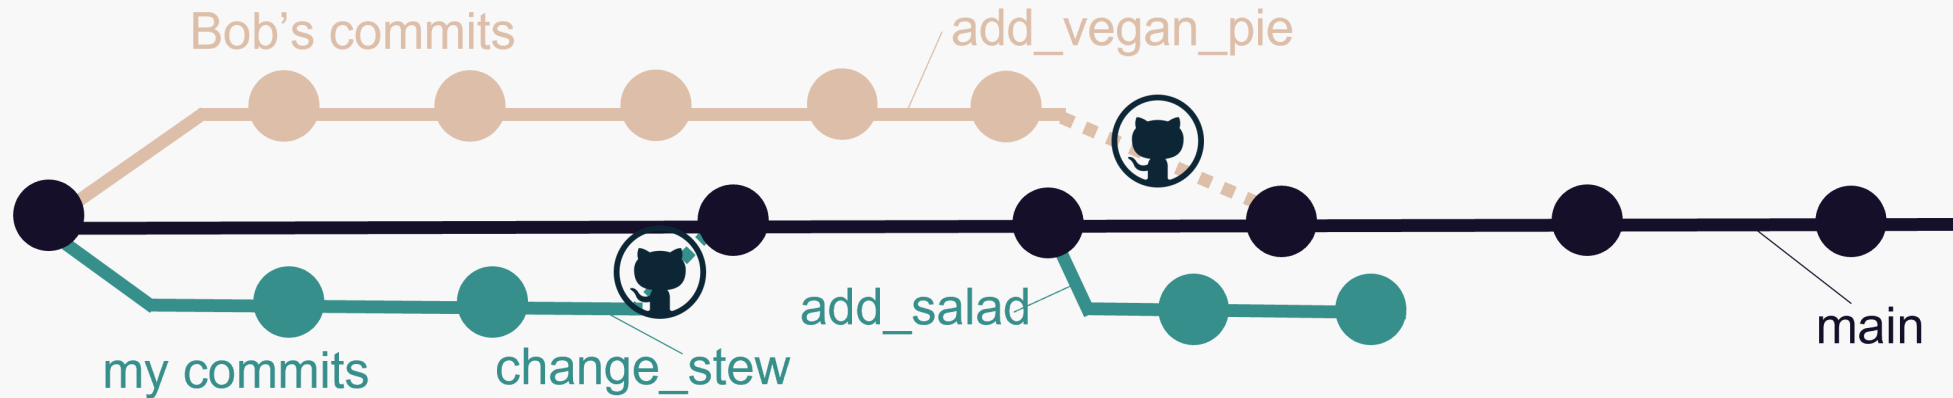 Bob’s commits
add_vegan_pie
add_salad
main
my commits
change_stew